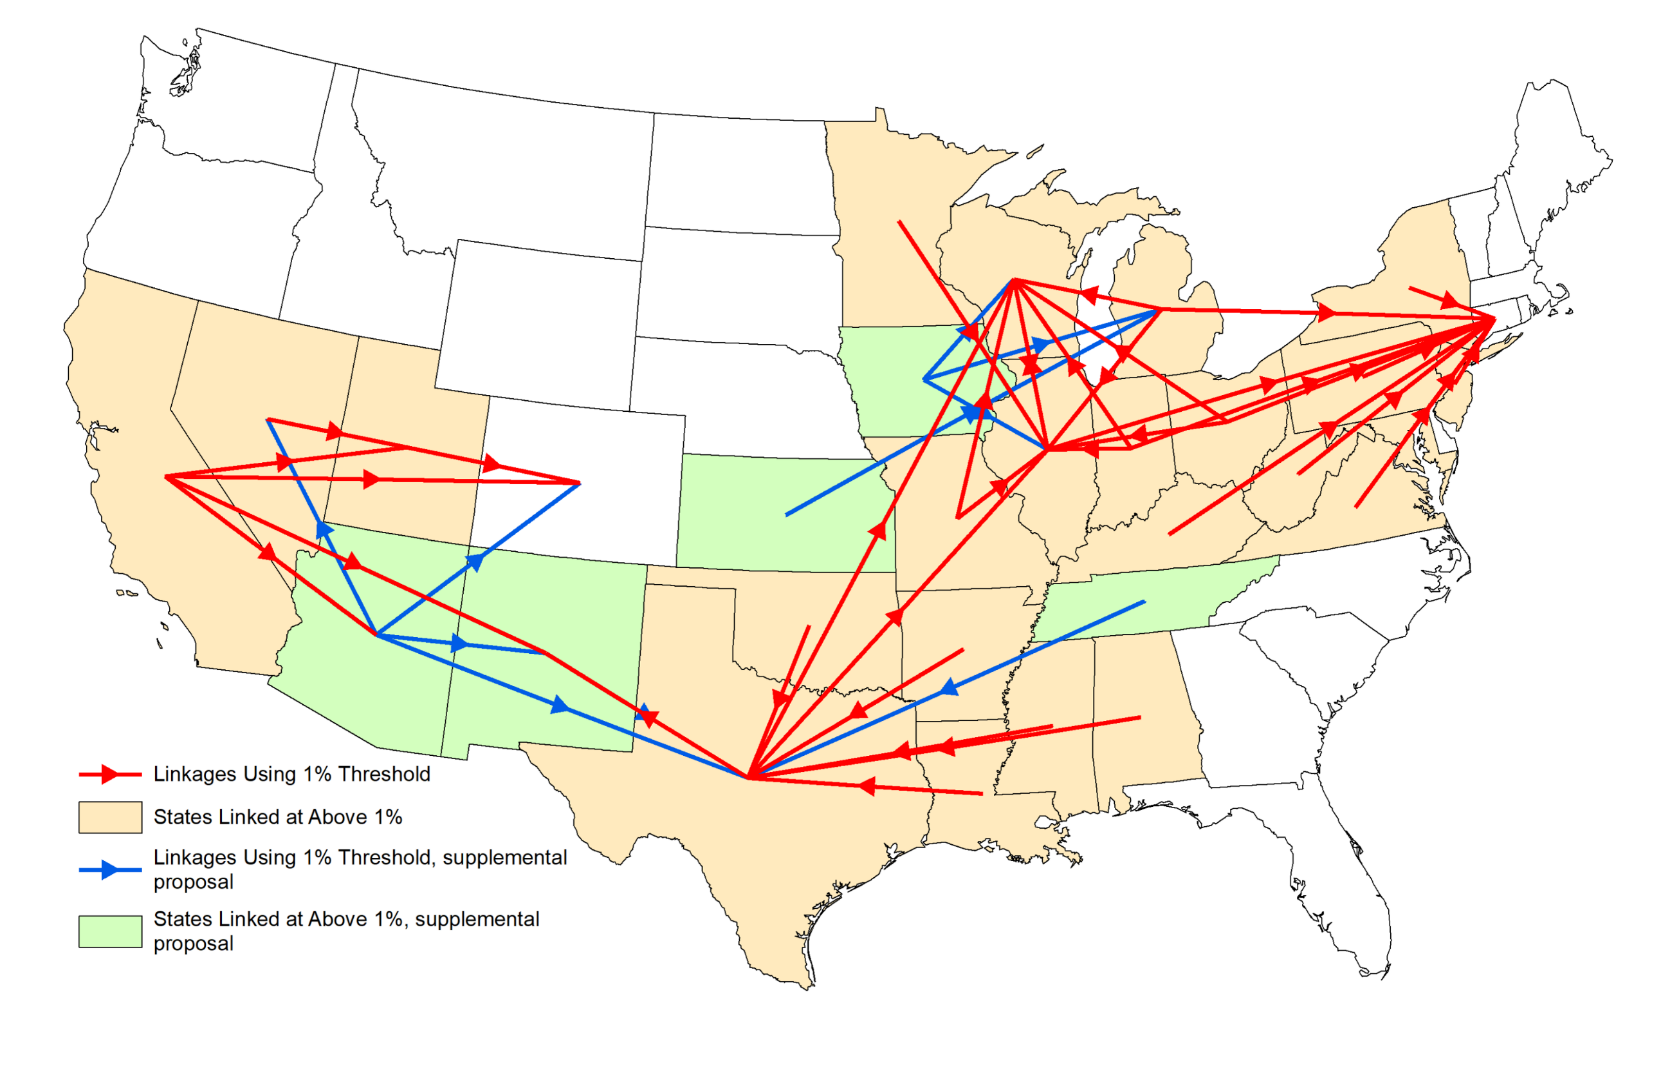 Linkages Using 1% Threshold
States Linked at Above 1%
Linkages Using 1% Threshold, supplemental
proposal
States Linked at Above 1%, supplemental
proposal